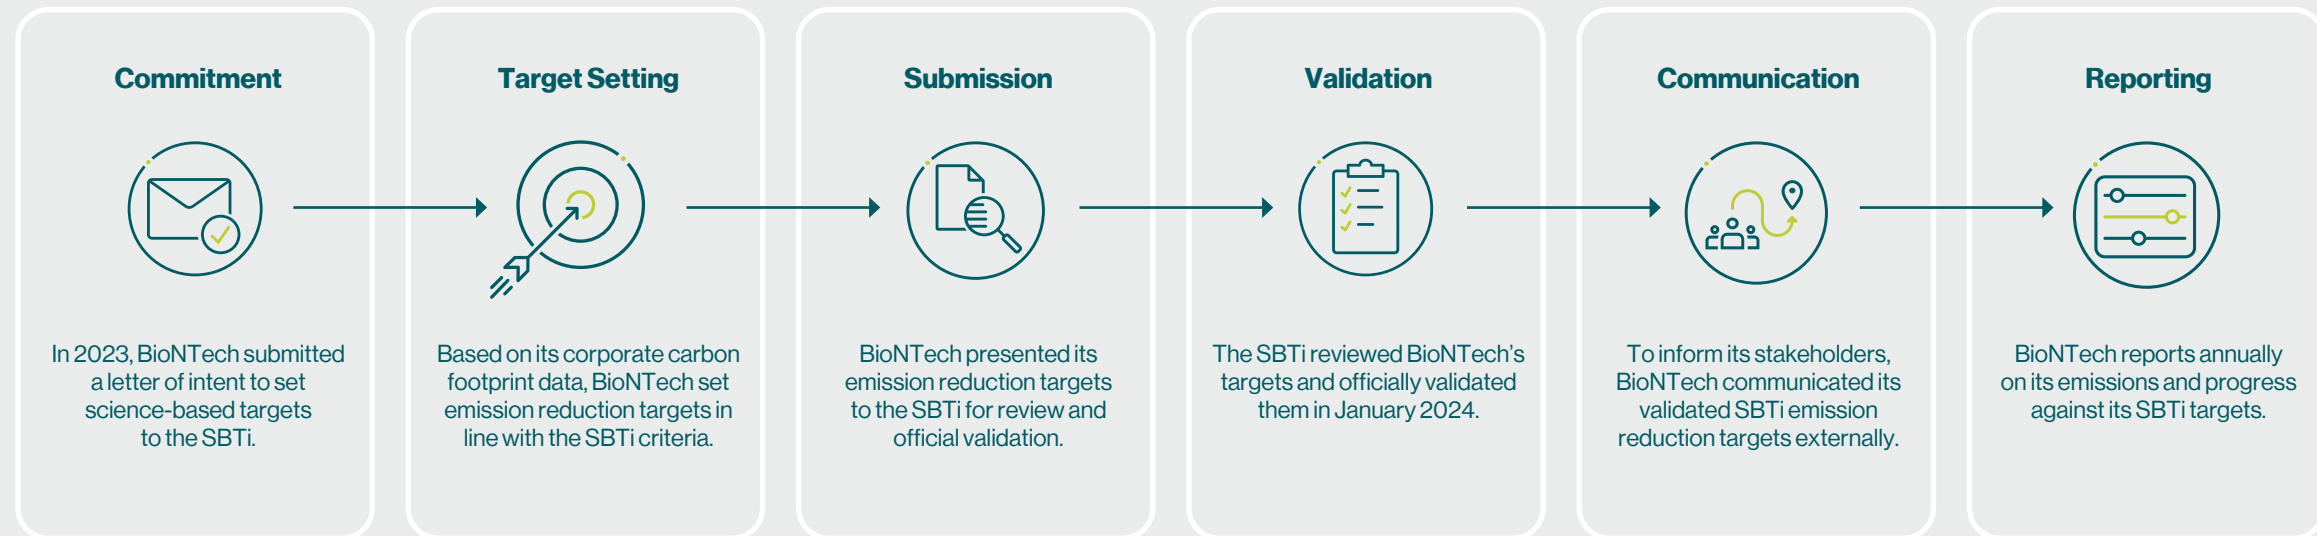 Commitment
In 2023, BioNTech submitted
a letter of intent to set
science-based targets
to the SBTi.
Target Setting
Based on its corporate carbon
footprint data, BioNTech set
emission reduction targets in
line with the SBTi criteria.
Submission
BioNTech presented its
emission reduction targets
to the SBTi for review and
official validation.
Validation
The SBTi reviewed BioNTech's
targets and officially validated
them in January 2024.
Communication
To inform its stakeholders,
BioNTech communicated its
validated SBTi emission
reduction targets externally.
Reporting
BioNTech reports annually
on its emissions and progress
against its SBTi targets.